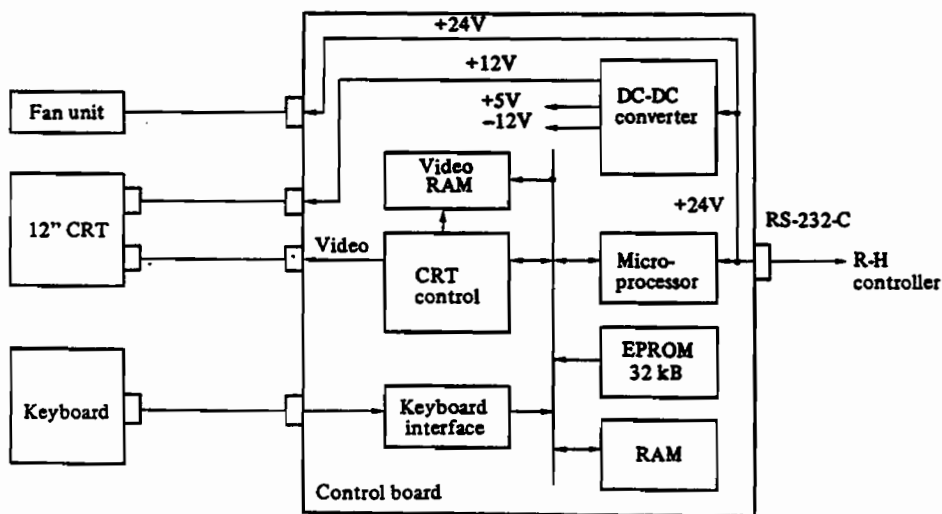 +24V
+12V
Fan unit
+5V
−12V
DC-DC
converter
Video
RAM
+24V
RS-232-C
12” CRT
Video
CRT
control
Micro-
processor
R-H
controller
EPROM
32 kB
Keyboard
Keyboard
interface
RAM
Control board